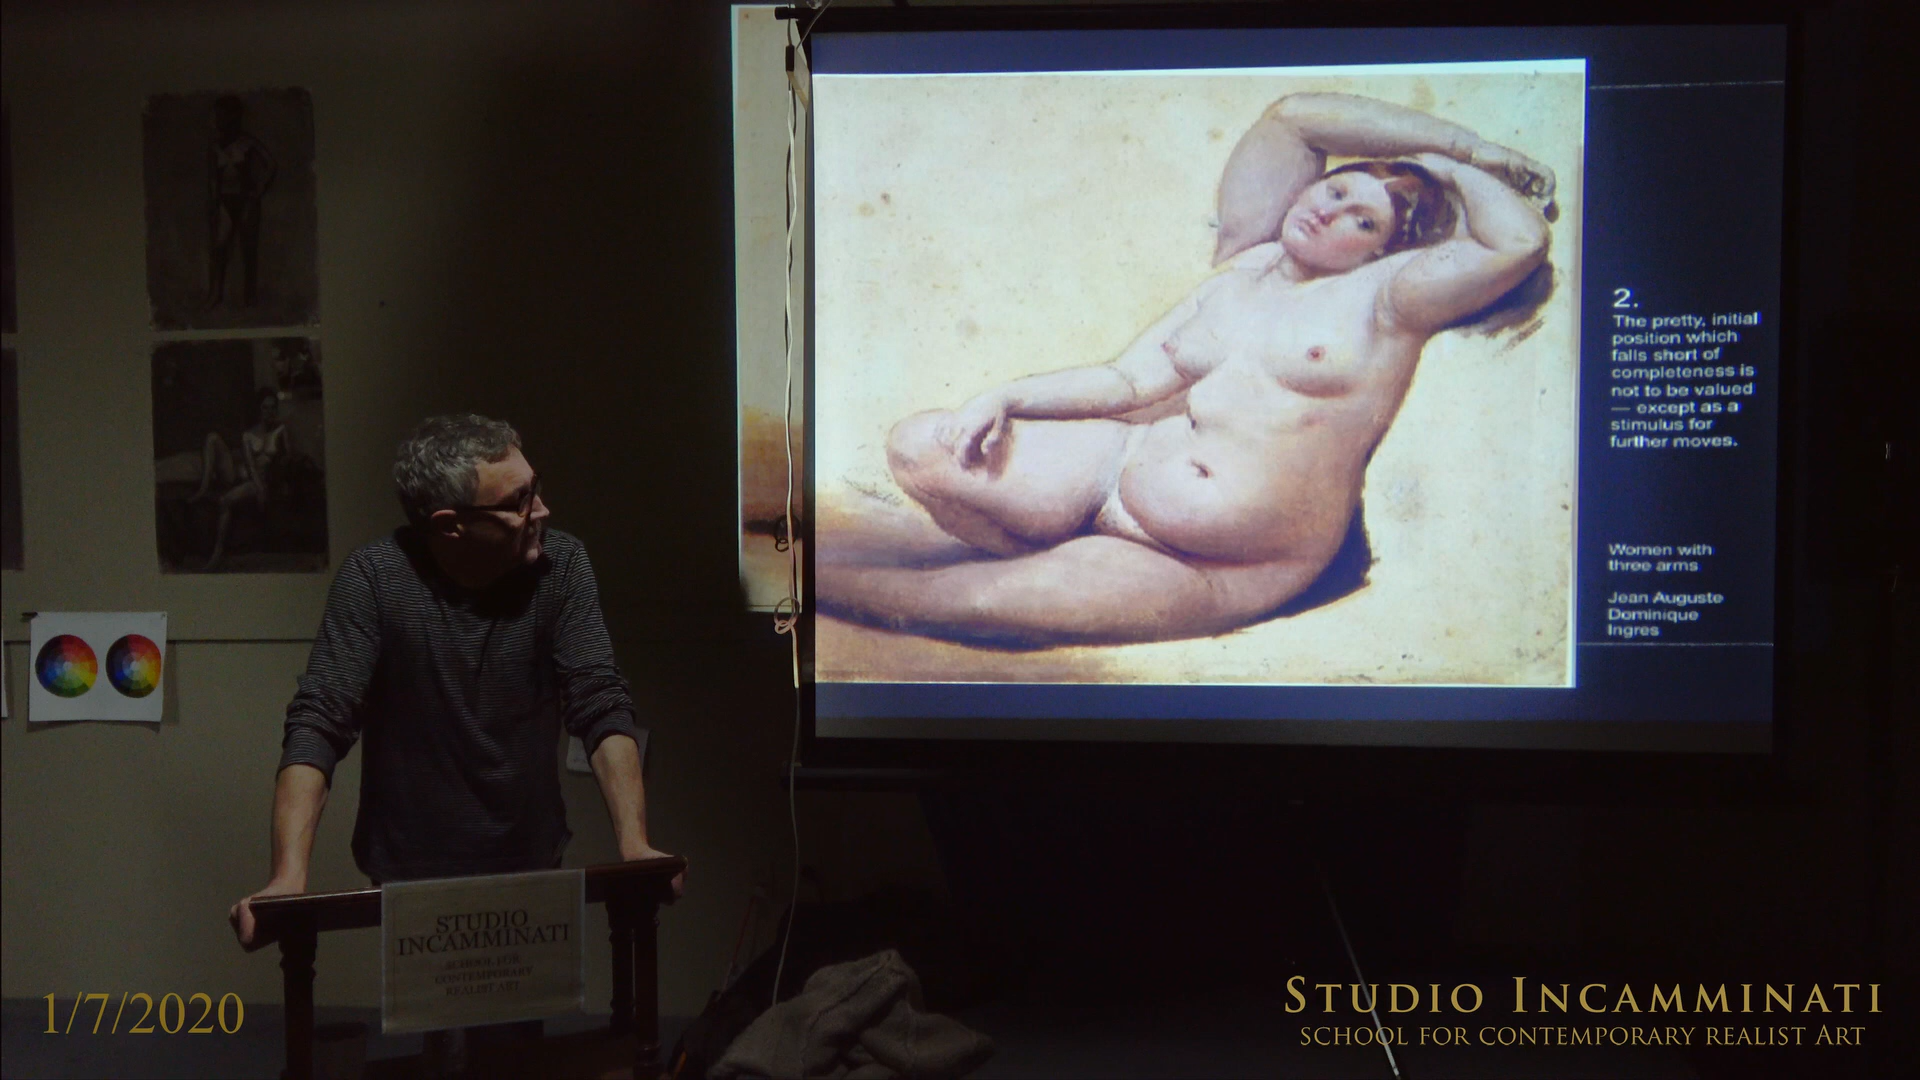 2.
The pretty, initial
position which
falls short of
completeness is
not to be valued
— except as a
stimulus for
further moves.
Women with
three arms
Jean Auguste
Dominique
Ingres
STUDIO
INCAMMINATI
SCHOOL FOR
CONTEMPORARY
REALIST ART
1/7/2020
STUDIO INCAMMINATI
SCHOOL FOR CONTEMPORARY REALIST ART